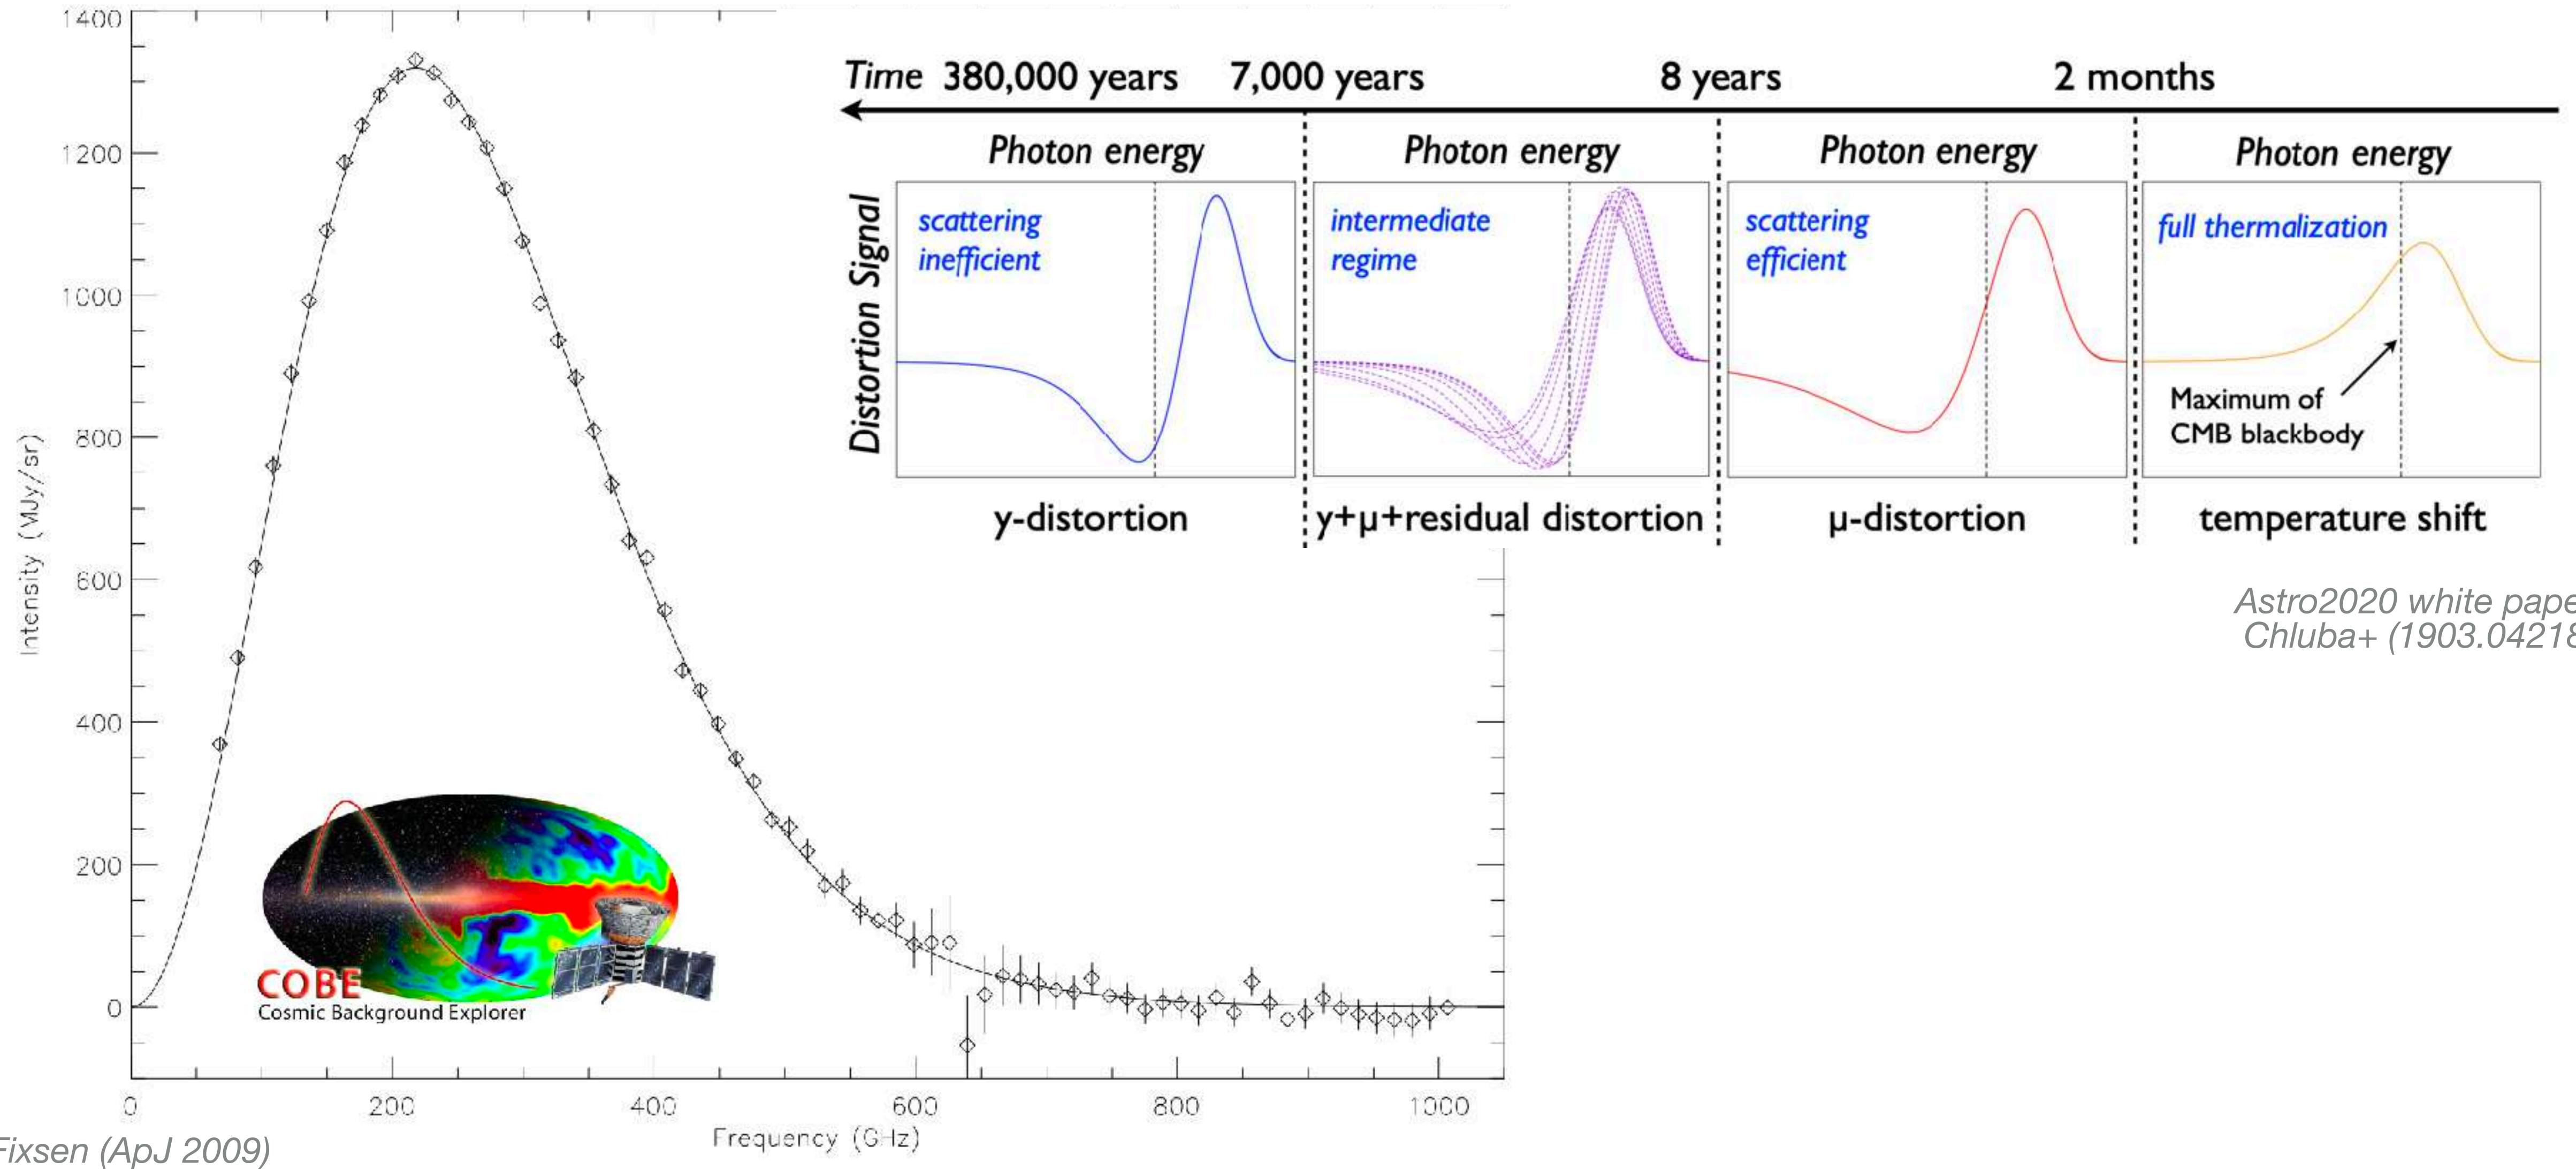 1400
1200
1000
800
600
400
200
0
Intensity (MJy/sr)
0 200 400 600 800 1000
Frequency (GHz)
COBE
Cosmic Background Explorer
Fixsen (ApJ 2009)
Time 380,000 years 7,000 years 8 years 2 months
Photon energy Photon energy Photon energy Photon energy
Distortion Signal
scattering
inefficient
intermediate
regime
scattering
efficient
full thermalization
Maximum of
CMB blackbody
y-distortion y+μ+residual distortion μ-distortion temperature shift
Astro2020 white pape
Chluba+ (1903.04218